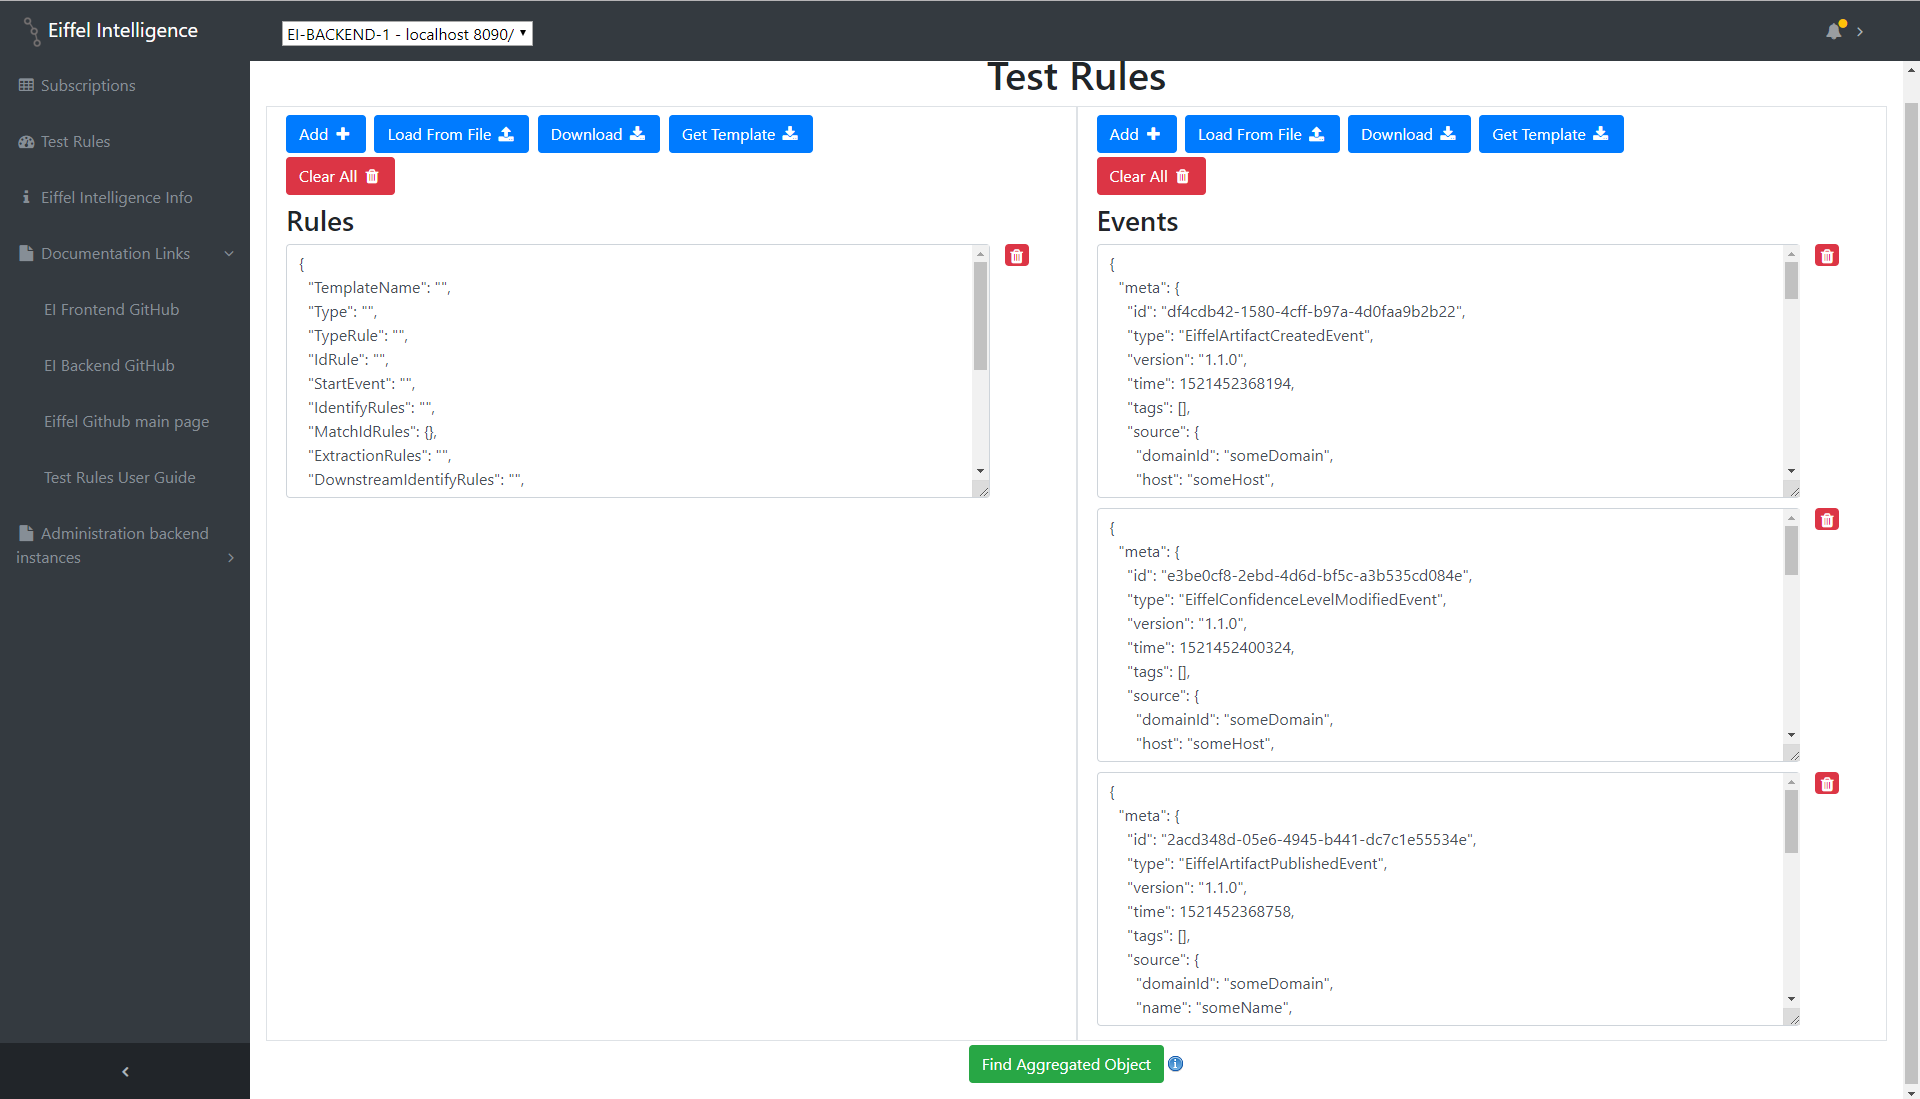 Eiffel Intelligence
EI-BACKEND-1 - localhost 8090/
Subscriptions
Test Rules
Eiffel Intelligence Info
Documentation Links
EI Frontend GitHub
EI Backend GitHub
Eiffel Github main page
Test Rules User Guide
Administration backend
instances
Test Rules
Add
Load From File
Download
Get Template
Clear All
Rules
{
"TemplateName": "",
"Type": "",
"TypeRule": "",
"IdRule": "",
"StartEvent": "",
"IdentifyRules": "",
"MatchIdRules": {},
"ExtractionRules": "",
"DownstreamIdentifyRules": "",
Add
Load From File
Download
Get Template
Clear All
Events
{
"meta": {
"id": "df4cdb42-1580-4cff-b97a-4d0faa9b2b22",
"type": "EiffelArtifactCreatedEvent",
"version": "1.1.0",
"time": 1521452368194,
"tags": [],
"source": {
"domainId": "someDomain",
"host": "someHost",
{
"meta": {
"id": "e3be0cf8-2ebd-4d6d-bf5c-a3b535cd084e",
"type": "EiffelConfidenceLevelModifiedEvent",
"version": "1.1.0",
"time": 1521452400324,
"tags": [],
"source": {
"domainId": "someDomain",
"host": "someHost",
{
"meta": {
"id": "2acd348d-05e6-4945-b441-dc7c1e55534e",
"type": "EiffelArtifactPublishedEvent",
"version": "1.1.0",
"time": 1521452368758,
"tags": [],
"source": {
"domainId": "someDomain",
"name": "someName",
Find Aggregated Object